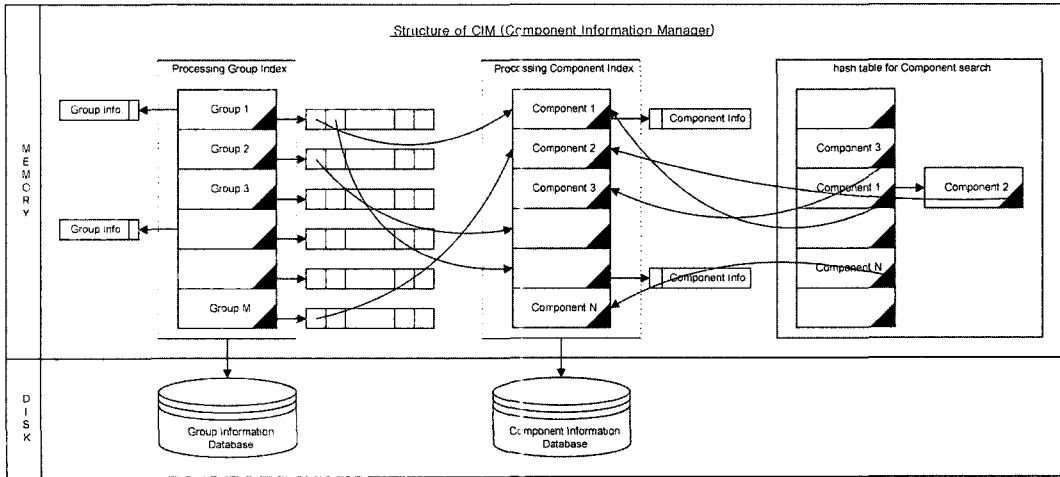 Structure of CIM (Component Information Manager)
Processing Group Index
Processing Component Index
hash table for Component search
MEMORY
Group info.
Group 1
Group 2
Group 3
Group info
Group M
Component 1
Component 2
Component 3
Component N
Component Info
Component Info
Component 3
Component 1
Component 2
Component N
DISK
Group Information
Database
Component Information
Database